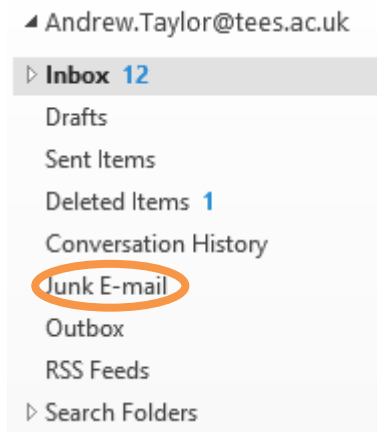 Andrew.Taylor@tees.ac.uk
Inbox 12
Drafts
Sent Items
Deleted Items 1
Conversation History
Junk E-mail
Outbox
RSS Feeds
Search Folders